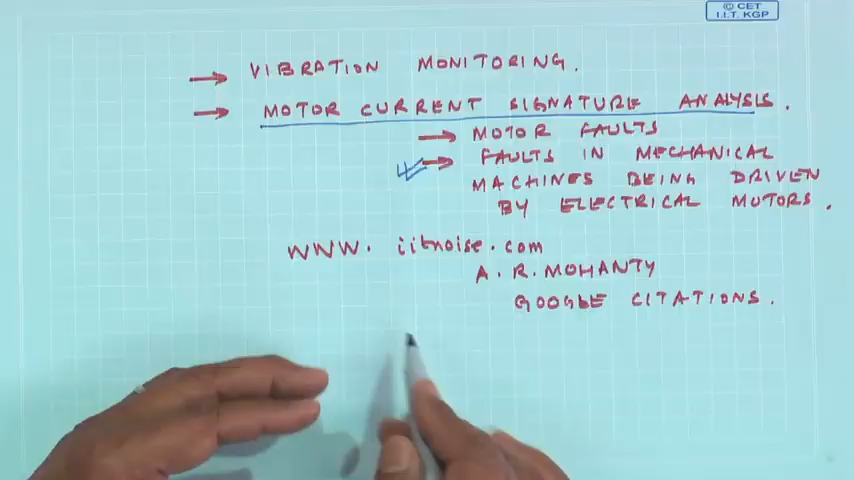 © CET
I.I.T. KGP
→ VIBRATION MONITORING.
→ MOTOR CURRENT SIGNATURE ANALYSIS.
→ MOTOR FAULTS
→ FAULTS IN MECHANICAL
MACHINES BEING DRIVEN
BY ELECTRICAL MOTORS.
WWW. iitnoise.com
A. R. MOHANTY
GOOGLE CITATIONS.